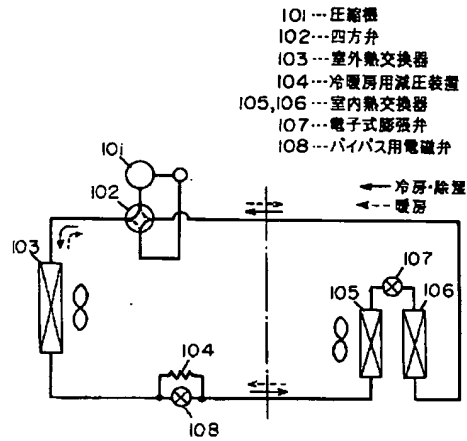 101…圧縮機
102…四方弁
103…室外熱交換器
104…冷暖房用減圧装置
105,106…室内熱交換器
107…電子式膨張弁
108…バイパス用電磁弁
冷房・除湿
暖房
101
102
103
107
105
106
104
108